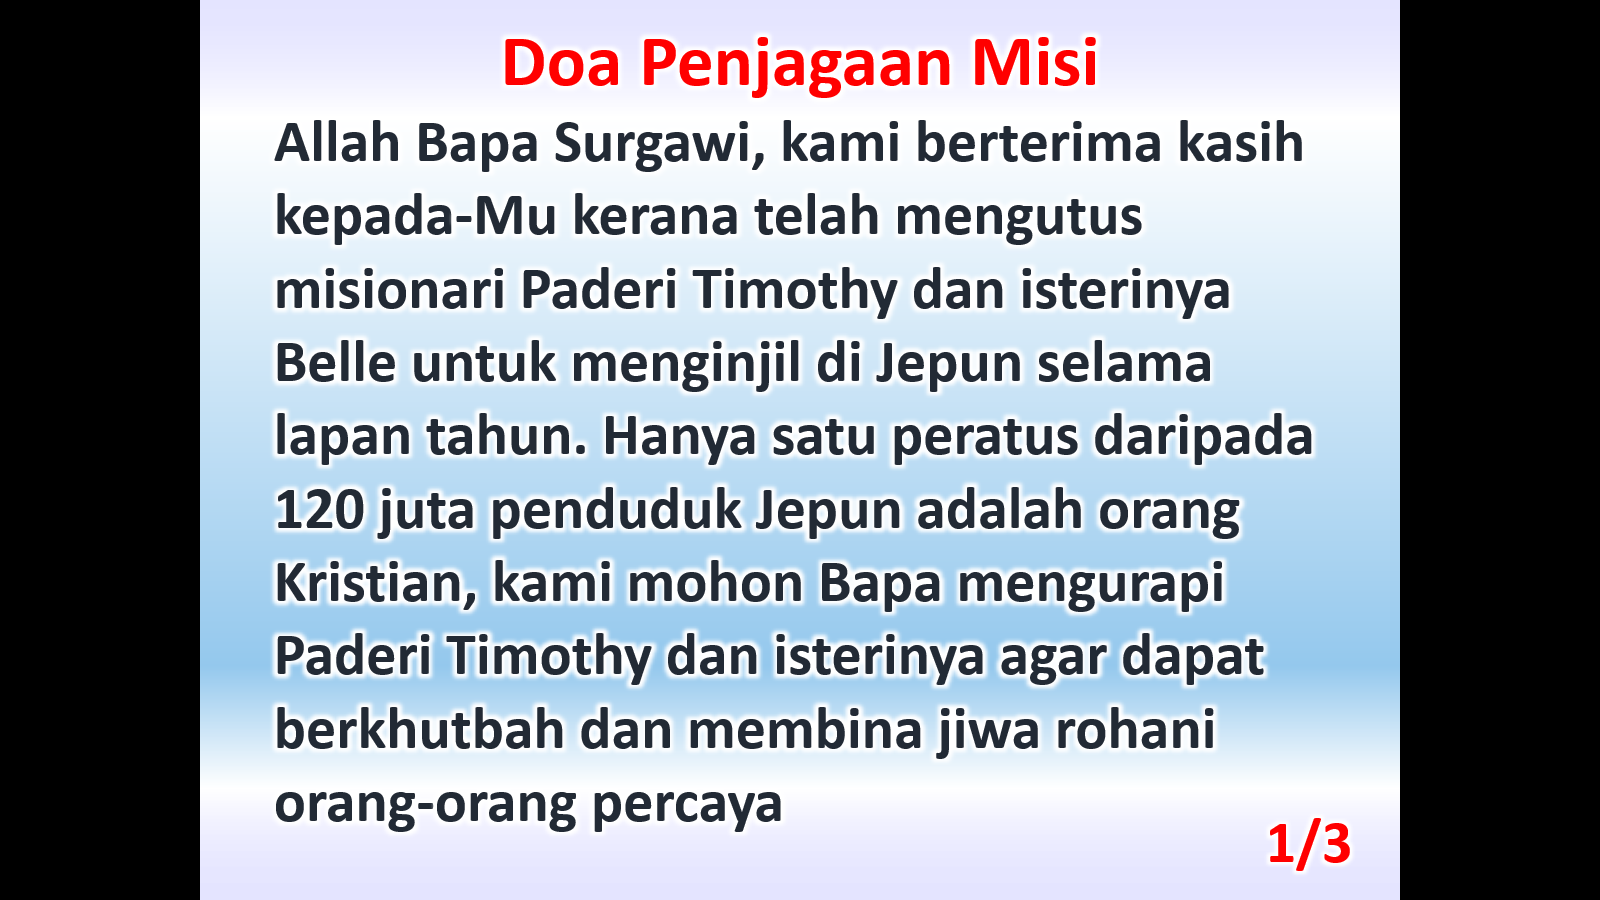 Doa Penjagaan Misi
Allah Bapa Surgawi, kami berterima kasih
kepada-Mu kerana telah mengutus
misionari Paderi Timothy dan isterinya
Belle untuk menginjil di Jepun selama
lapan tahun. Hanya satu peratus daripada
120 juta penduduk Jepun adalah orang
Kristian, kami mohon Bapa mengurapi
Paderi Timothy dan isterinya agar dapat
berkhutbah dan membina jiwa rohani
orang-orang percaya
1/3